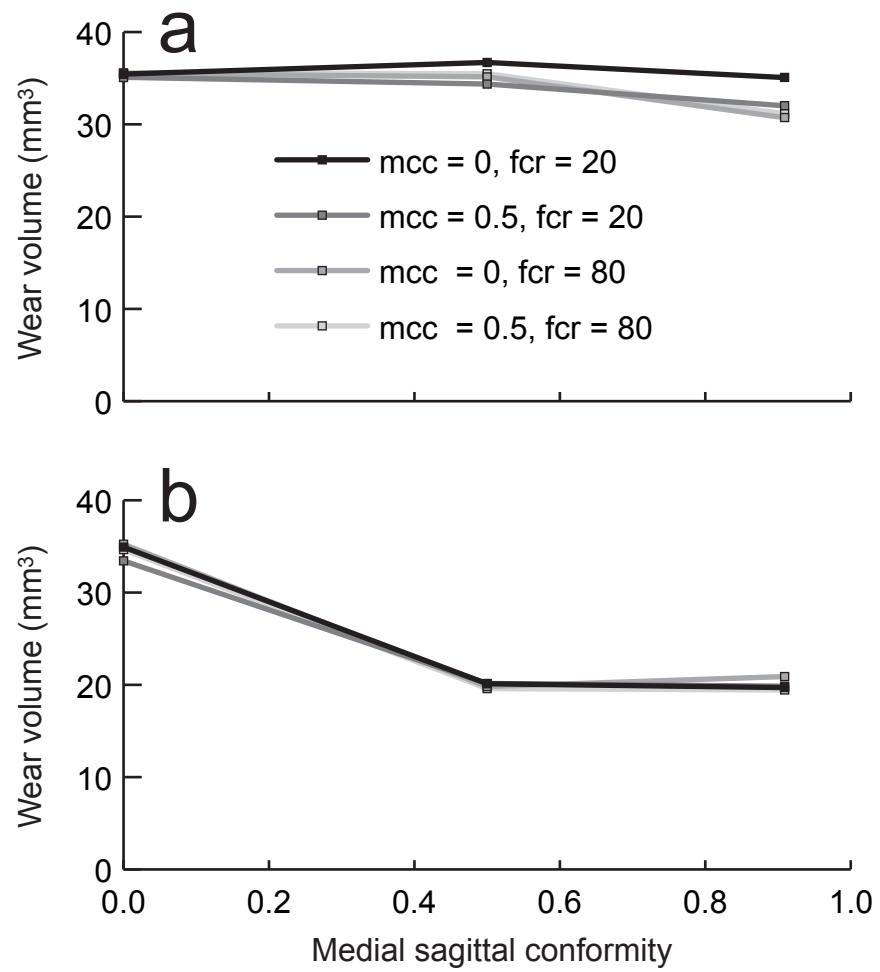 a
40
30
20
10
0
Wear volume (mm³)
mcc = 0, fcr = 20
mcc = 0.5, fcr = 20
mcc = 0, fcr = 80
mcc = 0.5, fcr = 80
b
40
30
20
10
0
Wear volume (mm³)
0.0 0.2 0.4 0.6 0.8 1.0
Medial sagittal conformity